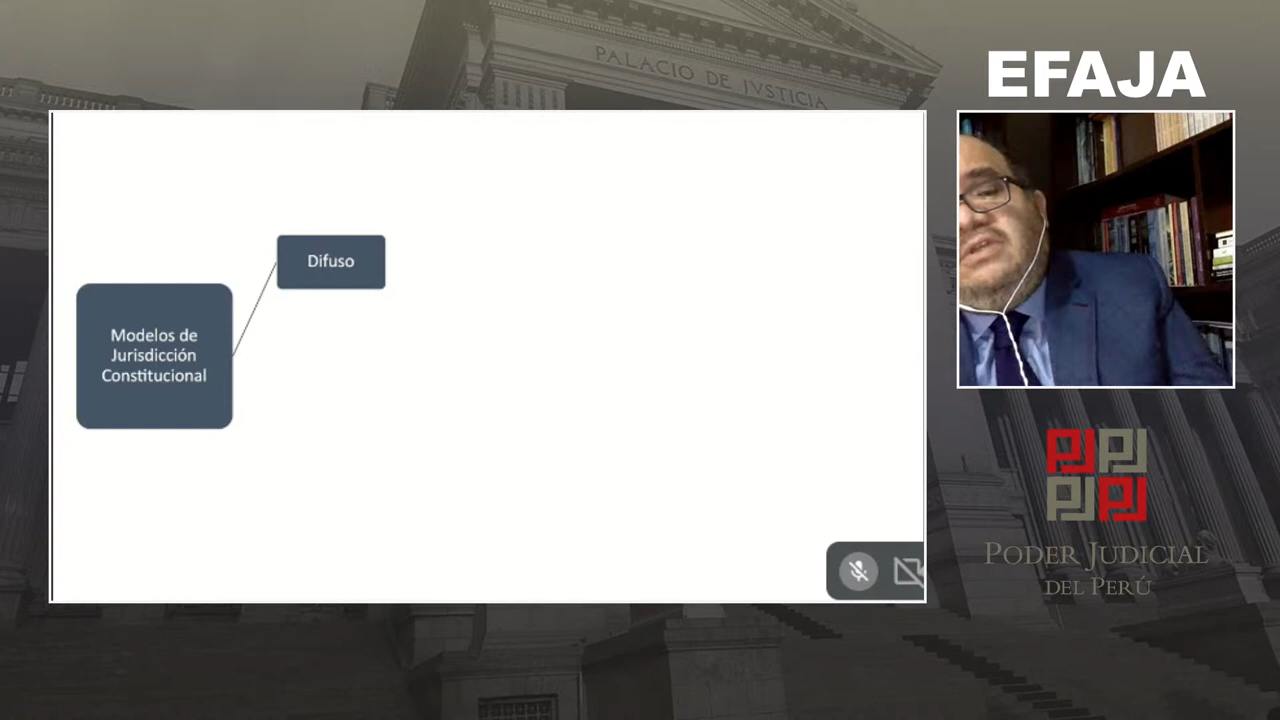 PALACIO DE JUSTICIA
EFAJA
Difuso
Modelos de
Jurisdicción
Constitucional
PODER JUDICIAL
DEL PERÚ